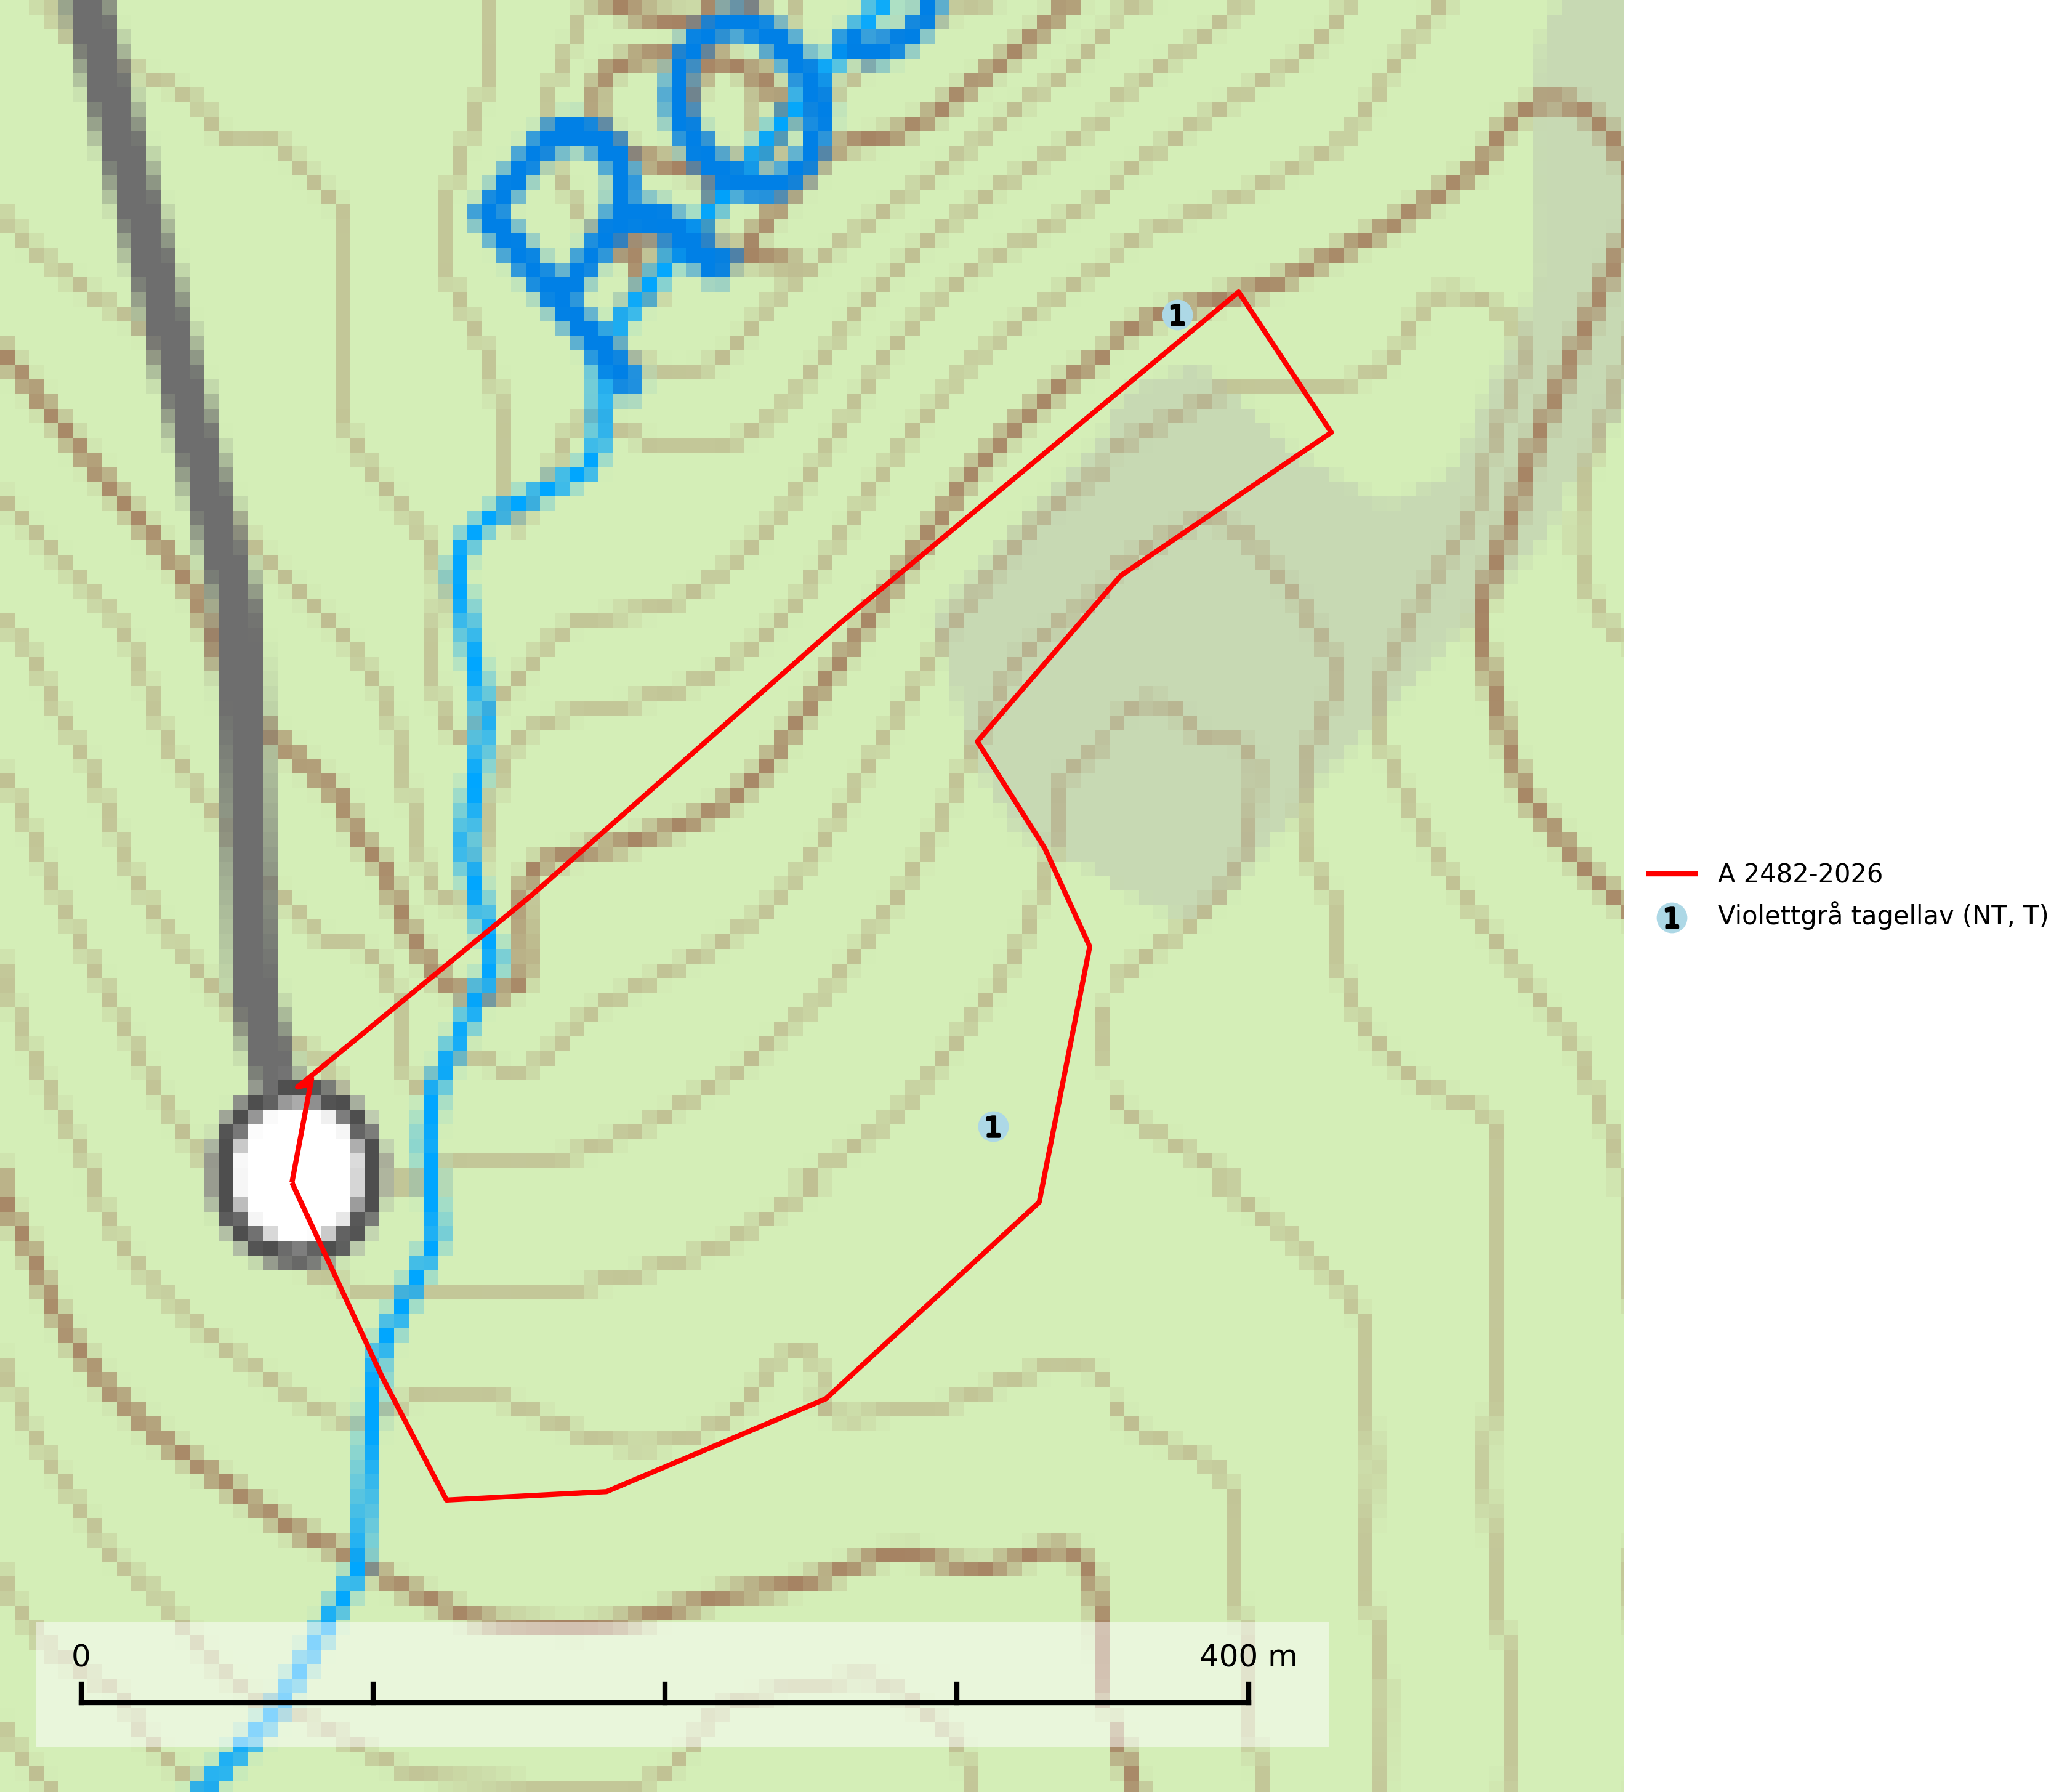 1
1
A 2482-2026
1 Violettgrå tagellav (NT, T)
0 400 m